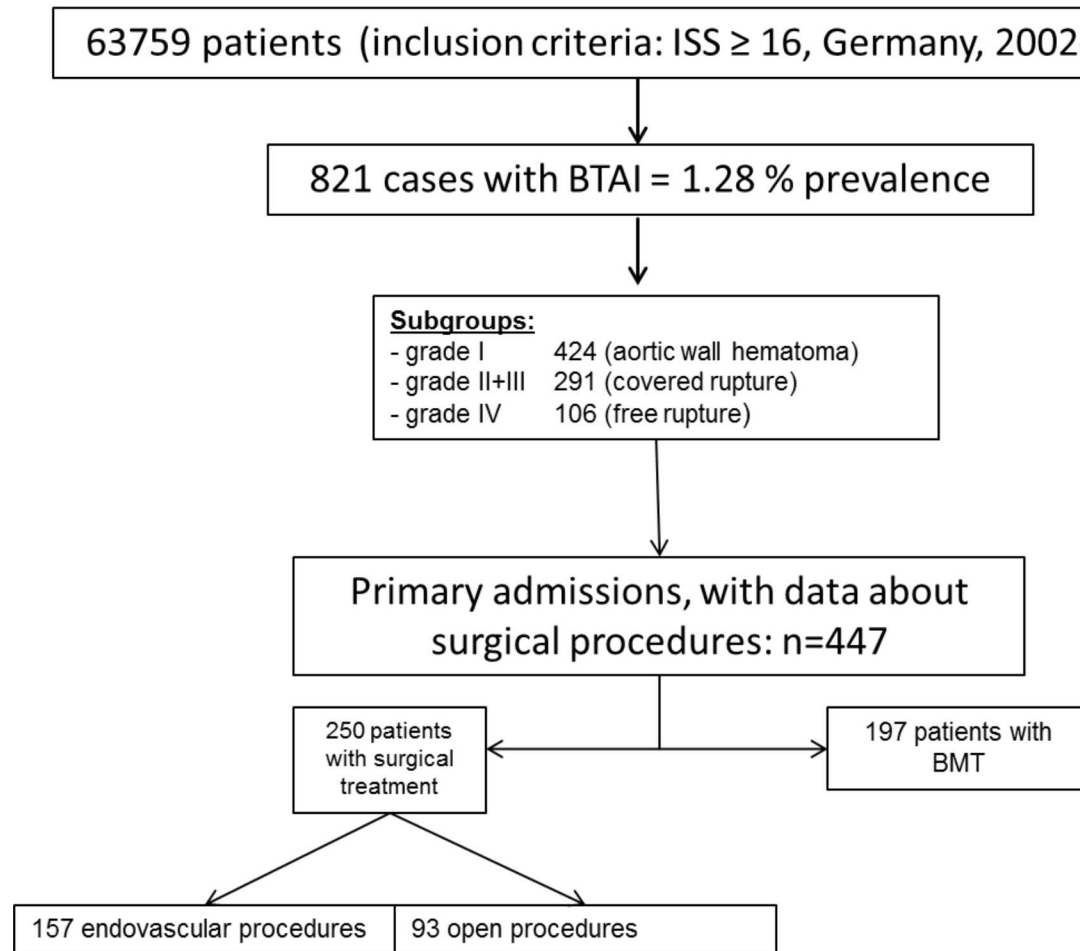 63759 patients (inclusion criteria: ISS ≥ 16, Germany, 2002
821 cases with BTAI = 1.28 % prevalence
Subgroups:
- grade I 424 (aortic wall hematoma)
- grade II+III 291 (covered rupture)
- grade IV 106 (free rupture)
Primary admissions, with data about
surgical procedures: n=447
250 patients
with surgical
treatment
197 patients with
BMT
157 endovascular procedures
93 open procedures